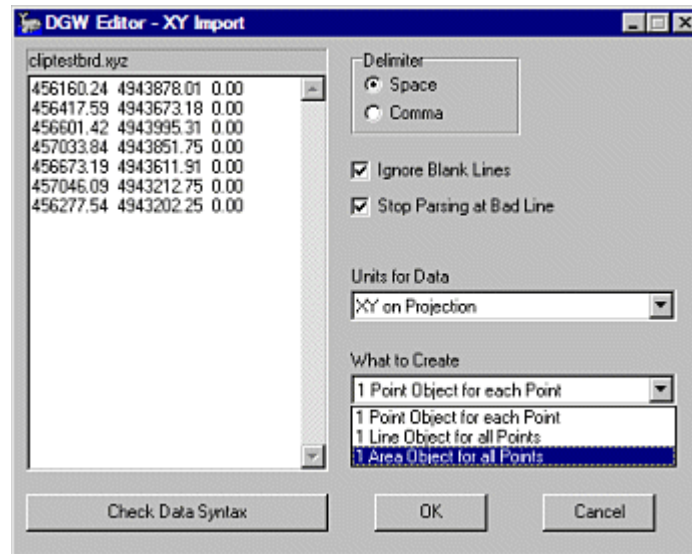 DGW Editor - XY Import
cliptestbrd.xyz
456160.24 4943878.01 0.00
456417.59 4943673.18 0.00
456601.42 4943995.31 0.00
457033.84 4943851.75 0.00
456673.19 4943611.91 0.00
457046.09 4943212.75 0.00
456277.54 4943202.25 0.00
Delimiter
Space
Comma
Ignore Blank Lines
Stop Parsing at Bad Line
Units for Data
XY on Projection
What to Create
1 Point Object for each Point
1 Point Object for each Point
1 Line Object for all Points
1 Area Object for all Points
Check Data Syntax
OK
Cancel